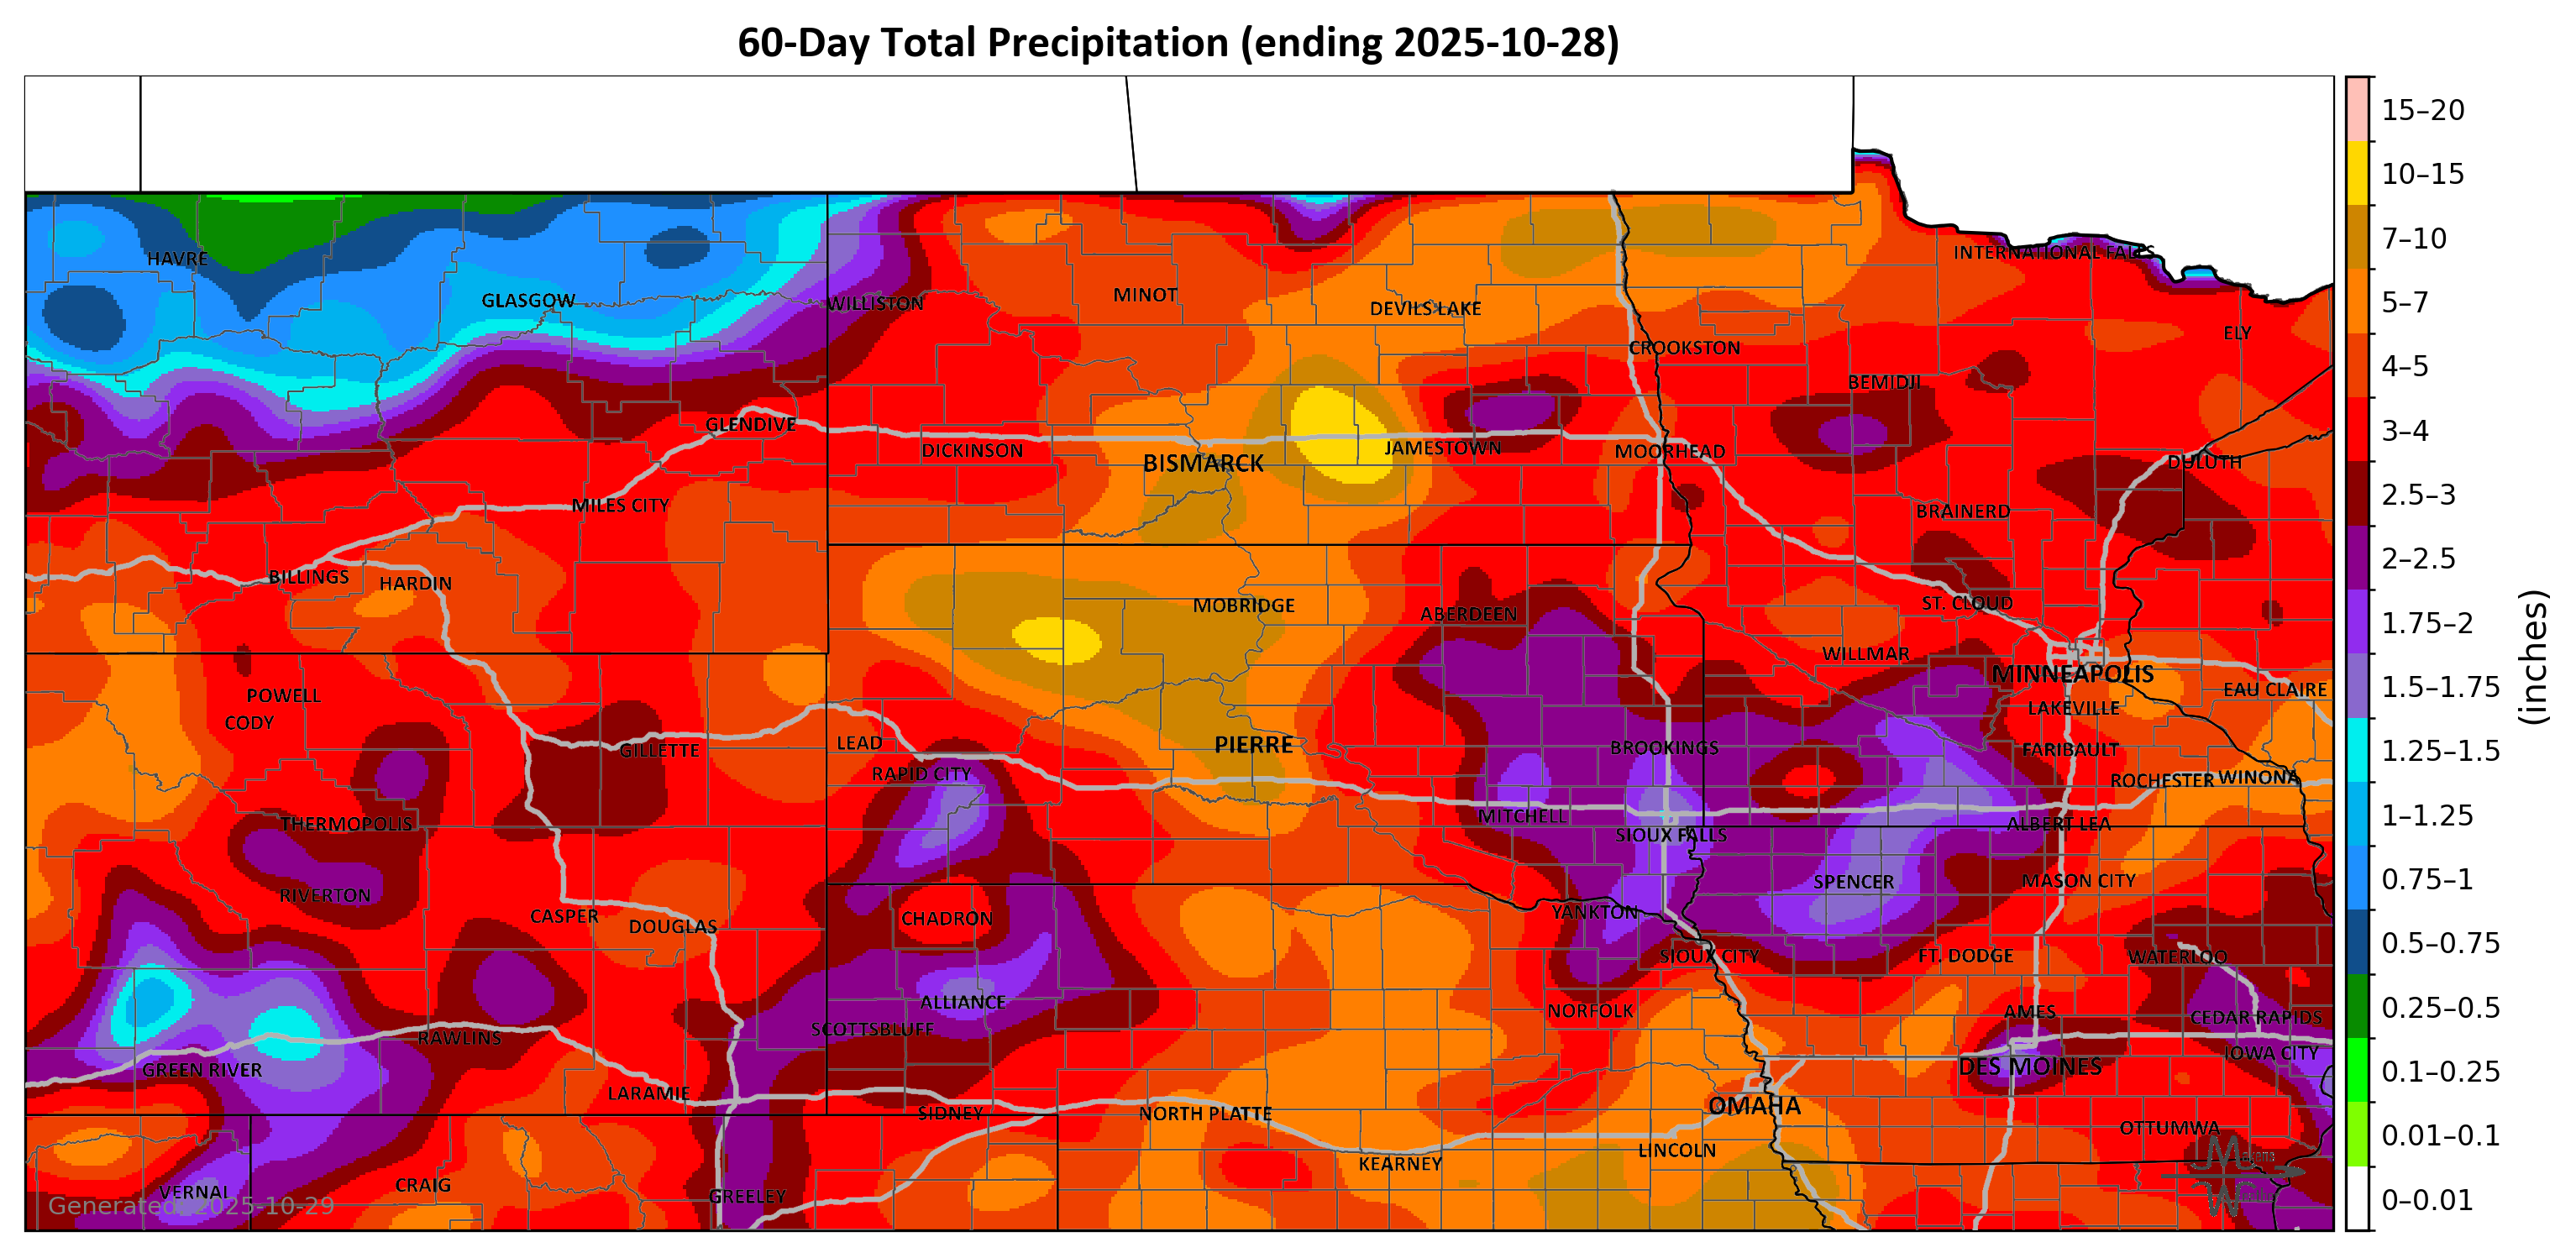 60-Day Total Precipitation (ending 2025-10-28)
15–20
10–15
7–10
5–7
4–5
3–4
2.5–3
2–2.5
1.75–2
1.5–1.75
1.25–1.5
1–1.25
0.75–1
0.5–0.75
0.25–0.5
0.1–0.25
0.01–0.1
0–0.01
(inches)
INTERNATIONAL FALLS
HAVRE
GLASGOW
WILLISTON
MINOT
DEVILS LAKE
ELY
CROOKSTON
BEMIDJI
GLENDIVE
DICKINSON
BISMARCK
JAMESTOWN
MOORHEAD
DULUTH
MILES CITY
BRAINERD
BILLINGS
HARDIN
MOBRIDGE
ABERDEEN
ST. CLOUD
WILLMAR
MINNEAPOLIS
EAU CLAIRE
POWELL
CODY
LAKEVILLE
GILLETTE
LEAD
PIERRE
BROOKINGS
FARIBAULT
RAPID CITY
ROCHESTER
WINONA
THERMOPOLIS
MITCHELL
SIOUX FALLS
ALBERT LEA
RIVERTON
SPENCER
MASON CITY
CASPER
DOUGLAS
CHADRON
YANKTON
SIOUX CITY
FT. DODGE
WATERLOO
ALLIANCE
NORFOLK
AMES
CEDAR RAPIDS
SCOTTSBLUFF
RAWLINS
GREEN RIVER
DES MOINES
IOWA CITY
LARAMIE
SIDNEY
NORTH PLATTE
OMAHA
OTTUMWA
LINCOLN
KEARNEY
VERNAL
CRAIG
GREELEY
Generated: 2025-10-29